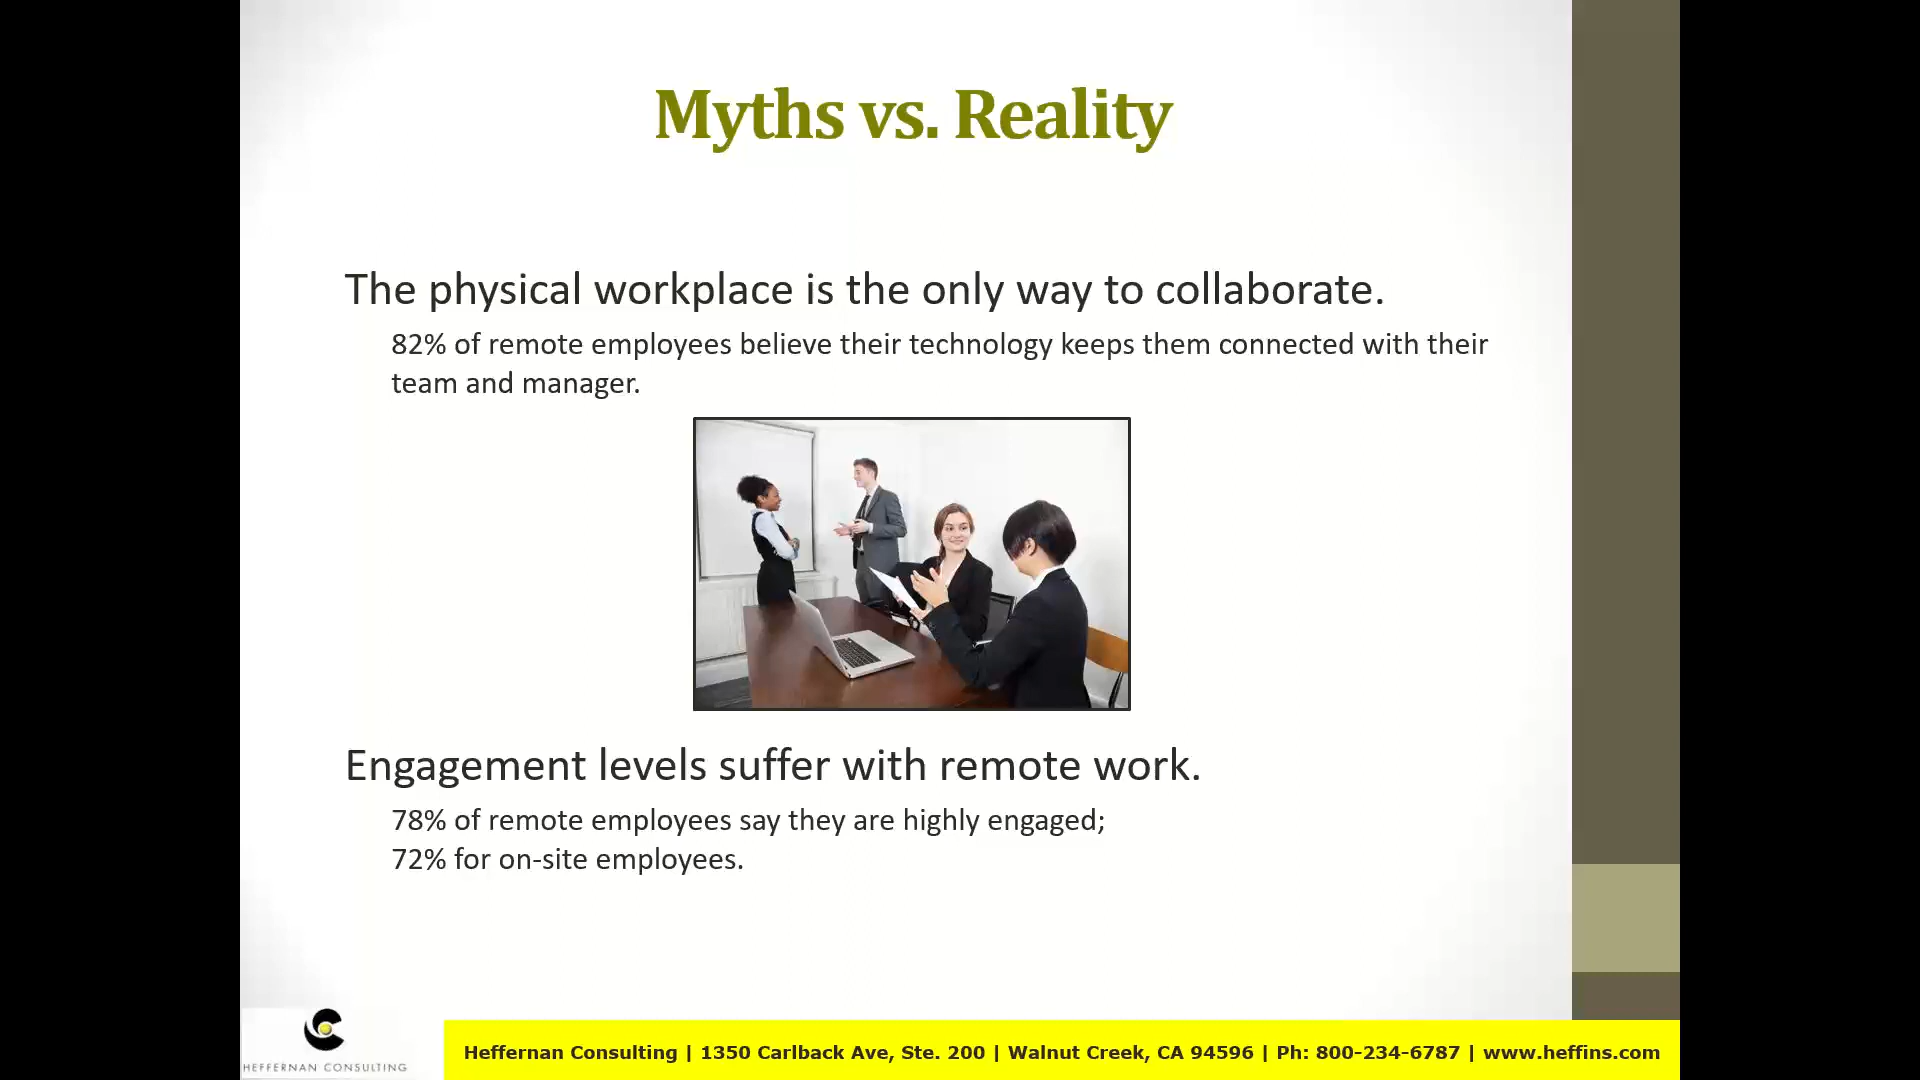 Myths vs. Reality
The physical workplace is the only way to collaborate.
82% of remote employees believe their technology keeps them connected with their
team and manager.
Engagement levels suffer with remote work.
78% of remote employees say they are highly engaged;
72% for on-site employees.
HEFFERNAN CONSULTING
Heffernan Consulting | 1350 Carlback Ave, Ste. 200 | Walnut Creek, CA 94596 | Ph: 800-234-6787 | www.heffins.com